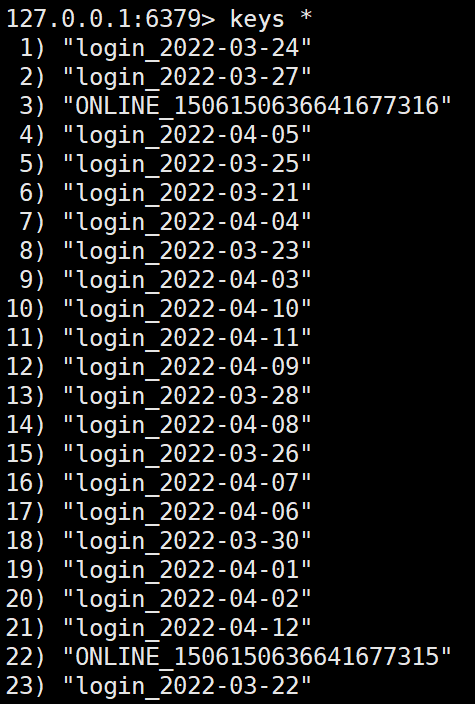 127.0.0.1:6379> keys *
 1) "login_2022-03-24"
 2) "login_2022-03-27"
 3) "ONLINE_1506150636641677316"
 4) "login_2022-04-05"
 5) "login_2022-03-25"
 6) "login_2022-03-21"
 7) "login_2022-04-04"
 8) "login_2022-03-23"
 9) "login_2022-04-03"
10) "login_2022-04-10"
11) "login_2022-04-11"
12) "login_2022-04-09"
13) "login_2022-03-28"
14) "login_2022-04-08"
15) "login_2022-03-26"
16) "login_2022-04-07"
17) "login_2022-04-06"
18) "login_2022-03-30"
19) "login_2022-04-01"
20) "login_2022-04-02"
21) "login_2022-04-12"
22) "ONLINE_1506150636641677315"
23) "login_2022-03-22"